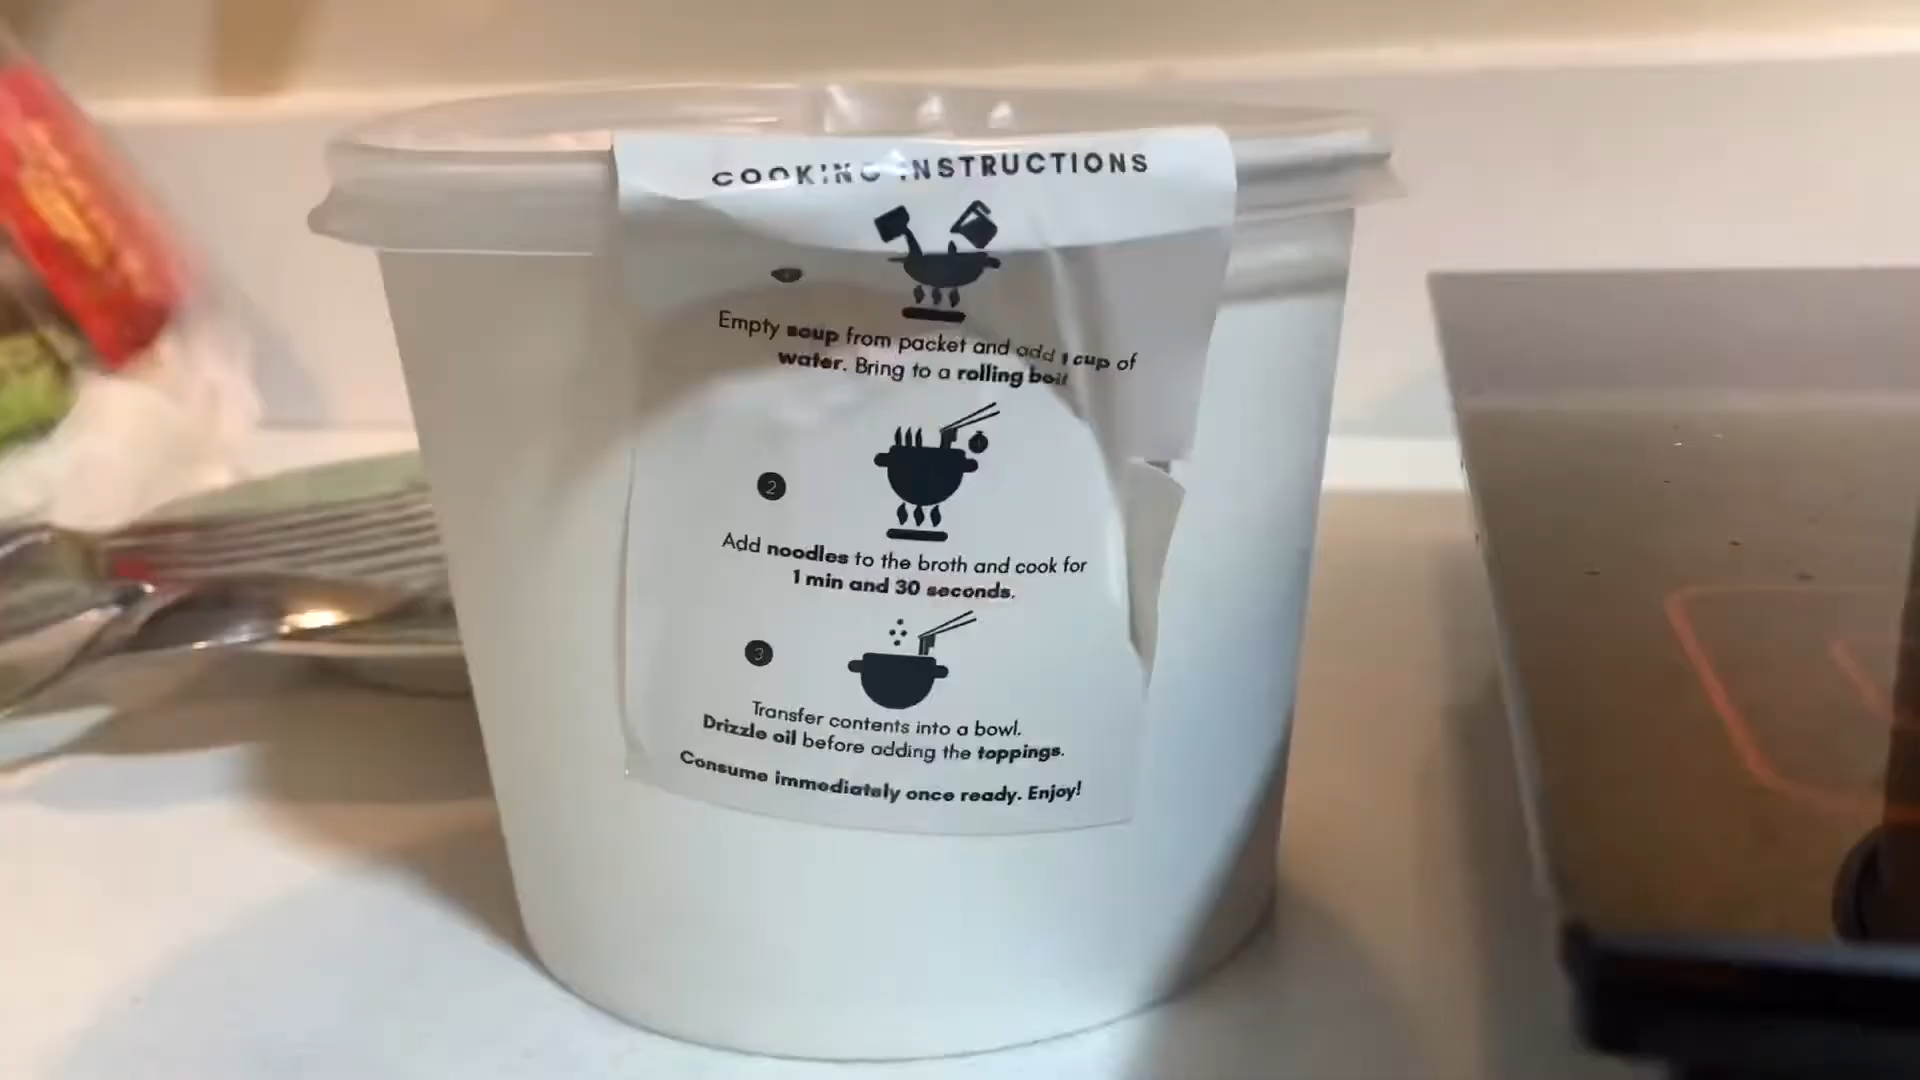 COOKING INSTRUCTIONS
Empty soup from packet and add 1 cup of
water. Bring to a rolling boil
2
Add noodles to the broth and cook for
1 min and 30 seconds.
3
Transfer contents into a bowl.
Drizzle oil before adding the toppings.
Consume immediately once ready. Enjoy!